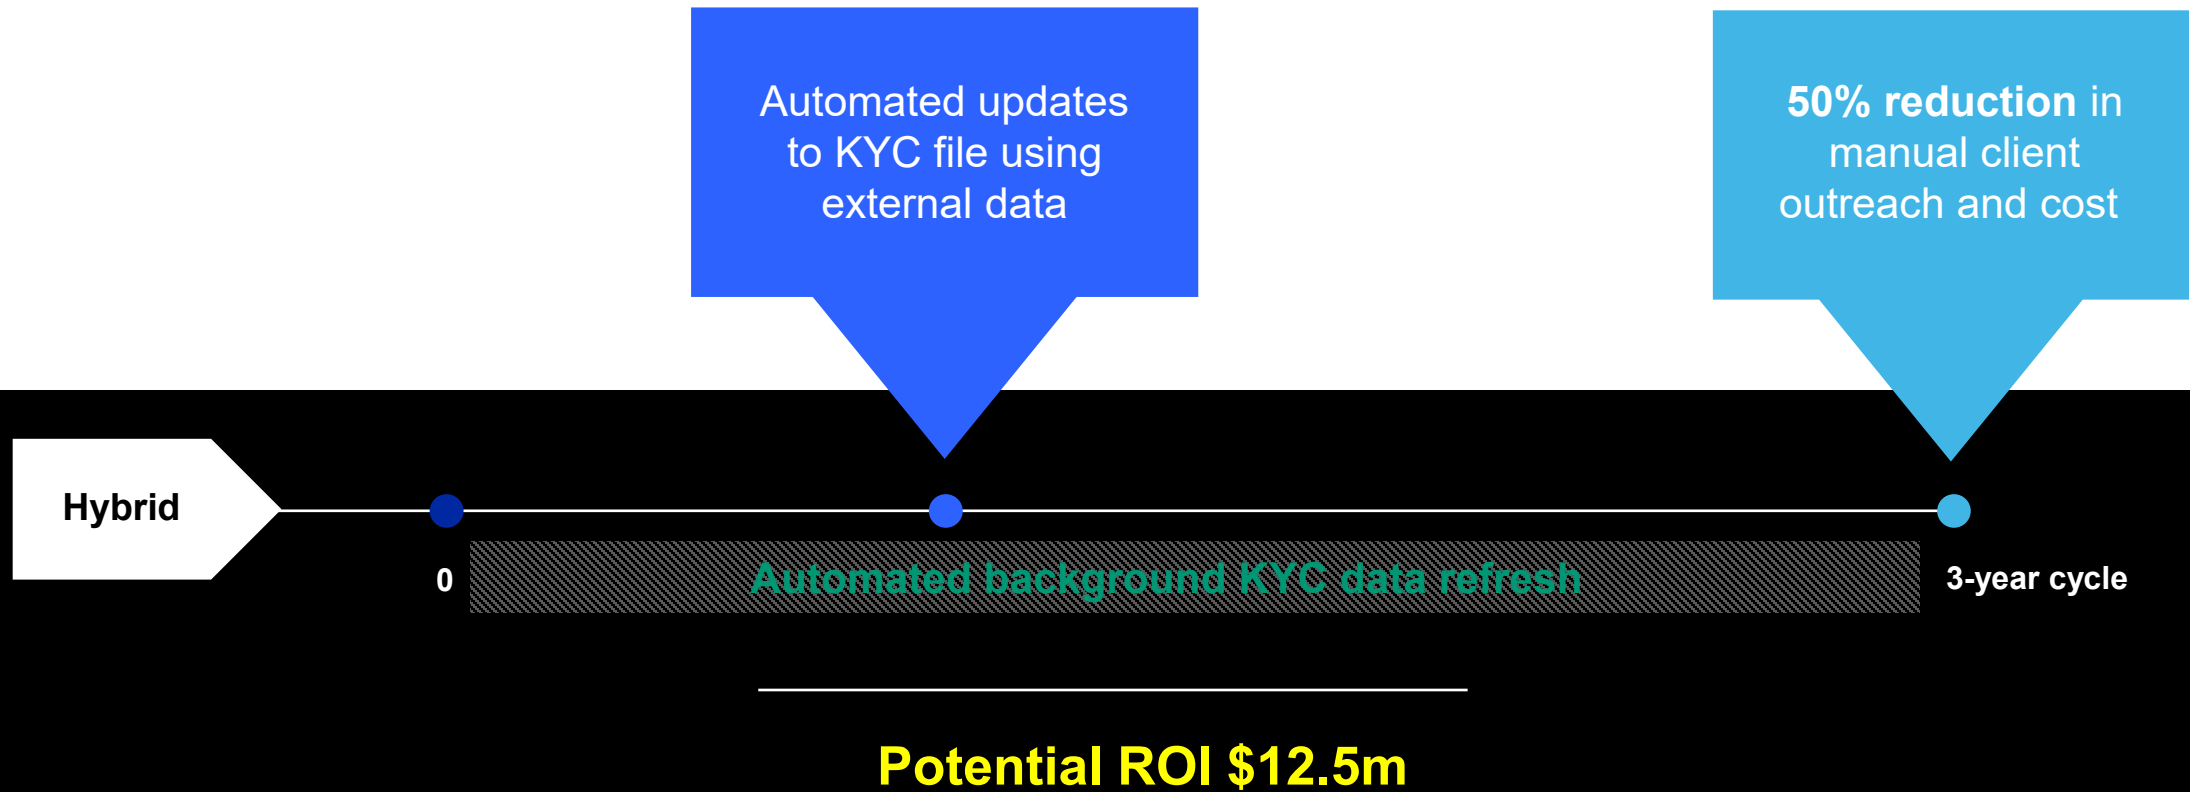 Automated updates
to KYC file using
external data
50% reduction in
manual client
outreach and cost
Hybrid
0
Automated background KYC data refresh
3-year cycle
Potential ROI $12.5m